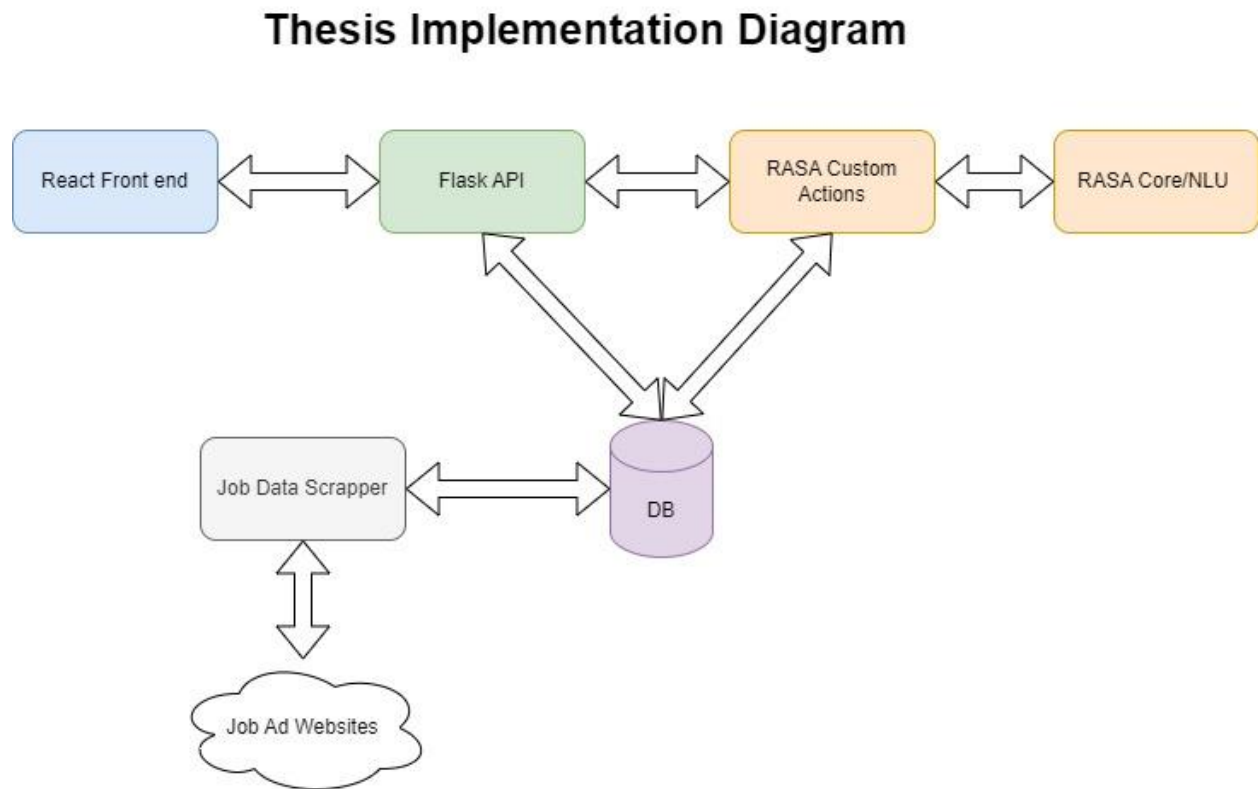 Thesis Implementation Diagram
React Front end
Flask API
RASA Custom
Actions
RASA Core/NLU
Job Data Scrapper
DB
Job Ad Websites